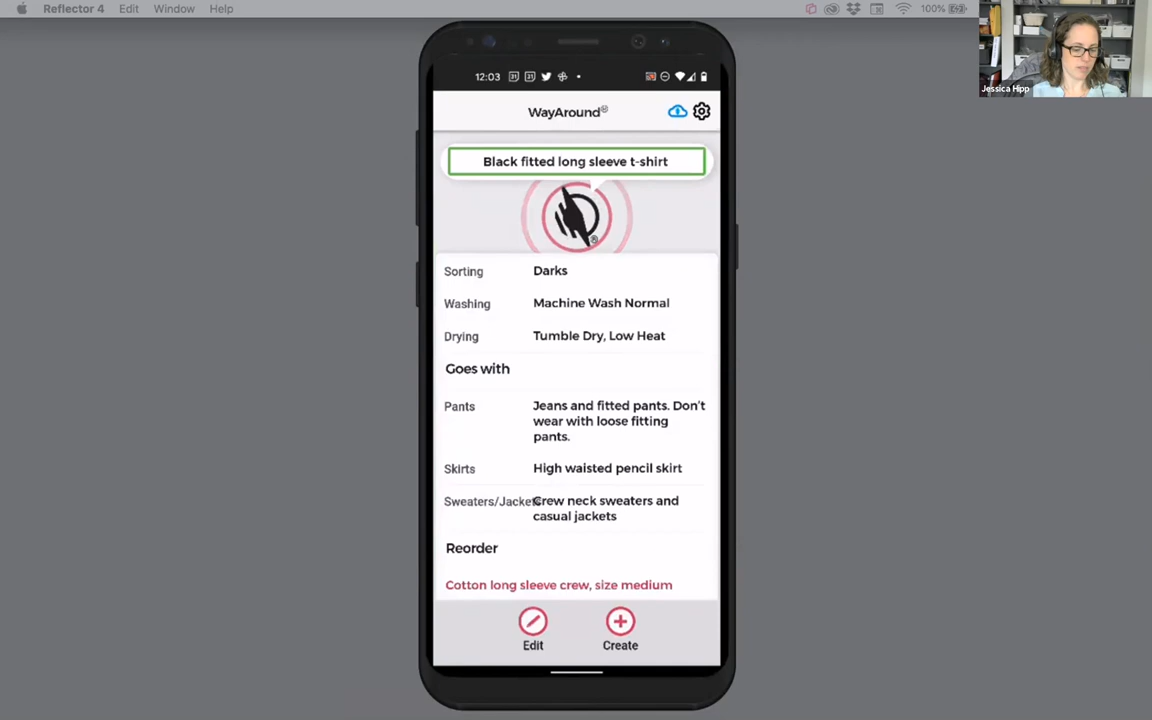 Reflector 4 Edit Window Help 100%
Jessica Hipp
12:03 31 31
WayAround®
Black fitted long sleeve t-shirt
®
Sorting Darks
Washing Machine Wash Normal
Drying Tumble Dry, Low Heat
Goes with
Pants Jeans and fitted pants. Don't
wear with loose fitting
pants.
Skirts High waisted pencil skirt
Sweaters/Jackets Crew neck sweaters and
casual jackets
Reorder
Cotton long sleeve crew, size medium
Edit Create